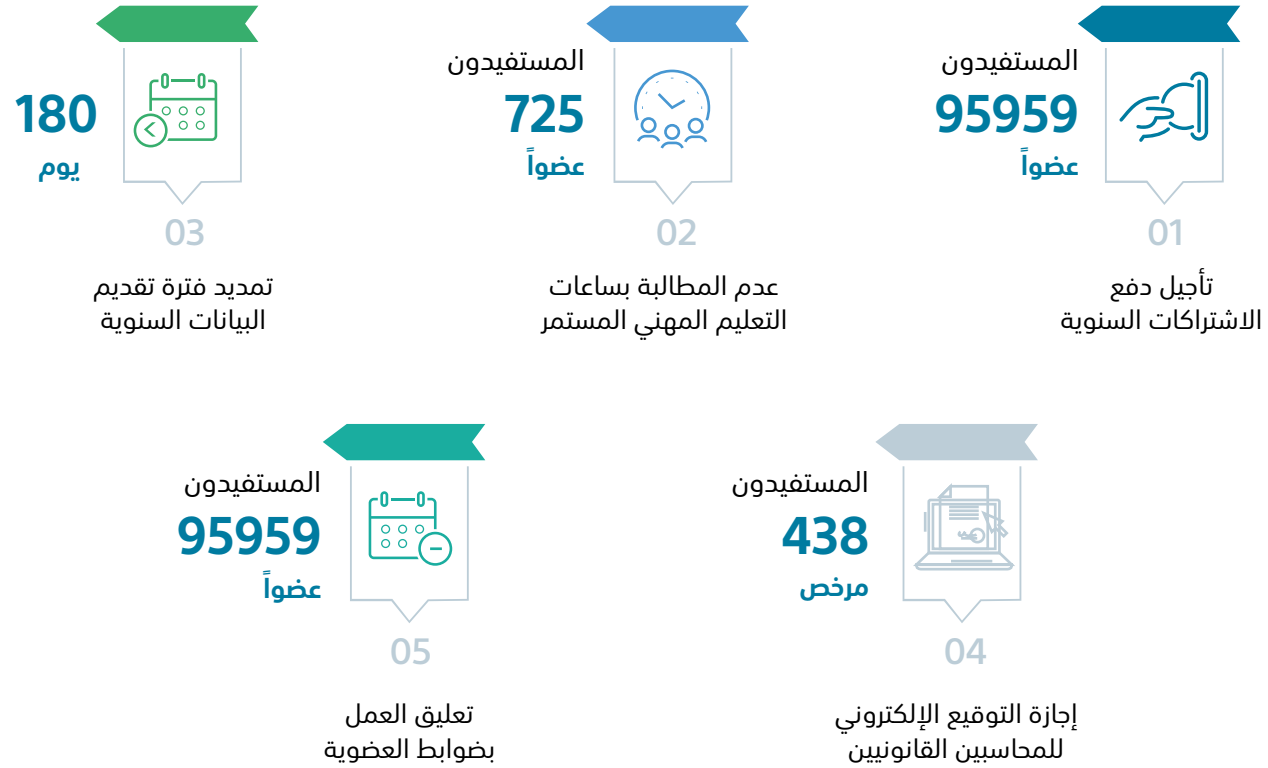 المستفيدون
95959
عضواً
01
تأجيل دفع
الاشتراكات السنوية
المستفيدون
725
عضواً
02
عدم المطالبة بساعات
التعليم المهني المستمر
180
يوم
03
تمديد فترة تقديم
البيانات السنوية
المستفيدون
438
مرخص
04
إجازة التوقيع الإلكتروني
للمحاسبين القانونيين
المستفيدون
95959
عضواً
05
تعليق العمل
بضوابط العضوية